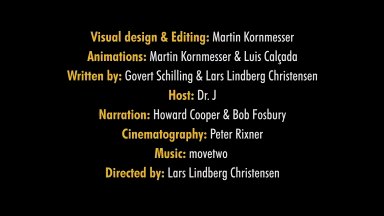 Visual design & Editing: Martin Kornmesser
Animations: Martin Kornmesser & Luis Calçada
Written by: Govert Schilling & Lars Lindberg Christensen
Host: Dr. J
Narration: Howard Cooper & Bob Fosbury
Cinematography: Peter Rixner
Music: movetwo
Directed by: Lars Lindberg Christensen